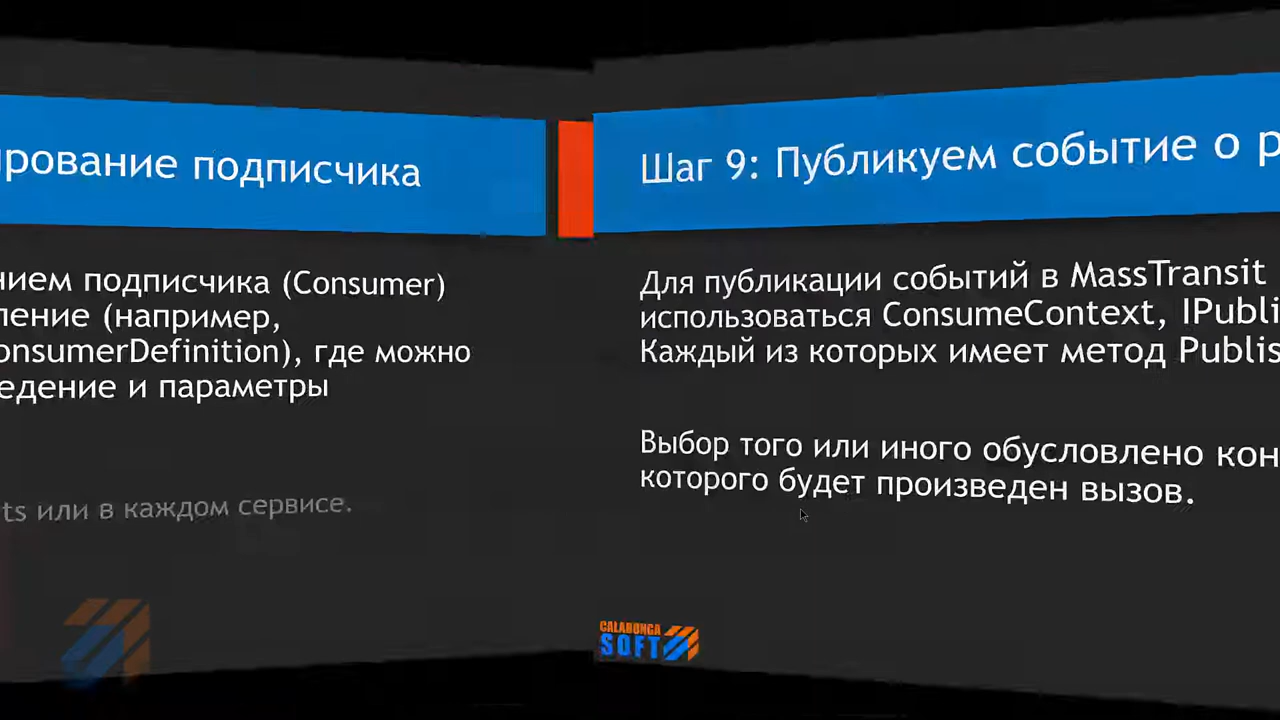 рование подписчика
нием подписчика (Consumer)
ление (например,
onsumerDefinition), где можно
едение и параметры
ts или в каждом сервисе.
Шаг 9: Публикуем событие о р
Для публикации событий в MassTransit
использоваться ConsumeContext, IPubli
Каждый из которых имеет метод Publis
Выбор того или иного обусловлено кон
которого будет произведен вызов.
CALABONGA
SOFT